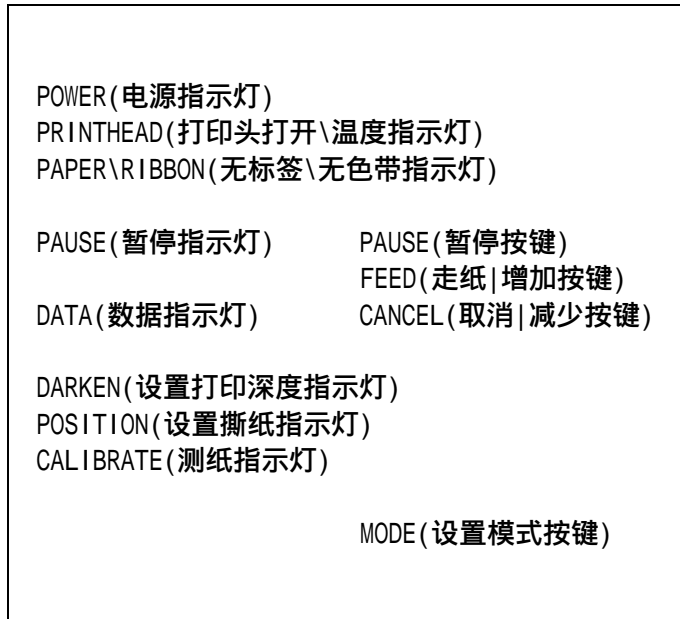 POWER(电源指示灯)
PRINTHEAD(打印头打开\温度指示灯)
PAPER\RIBBON(无标签\无色带指示灯)
PAUSE(暂停指示灯) PAUSE(暂停按键)
FEED(走纸|增加按键)
DATA(数据指示灯) CANCEL(取消|减少按键)
DARKEN(设置打印深度指示灯)
POSITION(设置撕纸指示灯)
CALIBRATE(测纸指示灯)
MODE(设置模式按键)